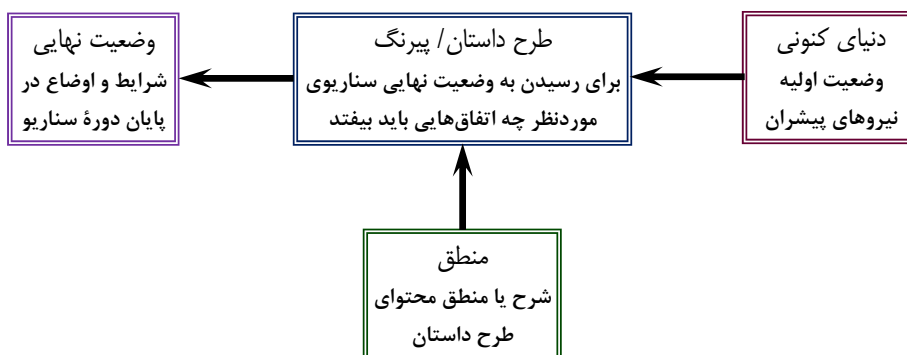 دنیای کنونی
وضعیت اولیه
نیروهای پیشران
طرح داستان/ پیرنگ
برای رسیدن به وضعیت نهایی سناریوی
موردنظر چه اتفاق‌هایی باید بیفتد
وضعیت نهایی
شرایط و اوضاع در
پایان دورهٔ سناریو
منطق
شرح یا منطق محتوای
طرح داستان